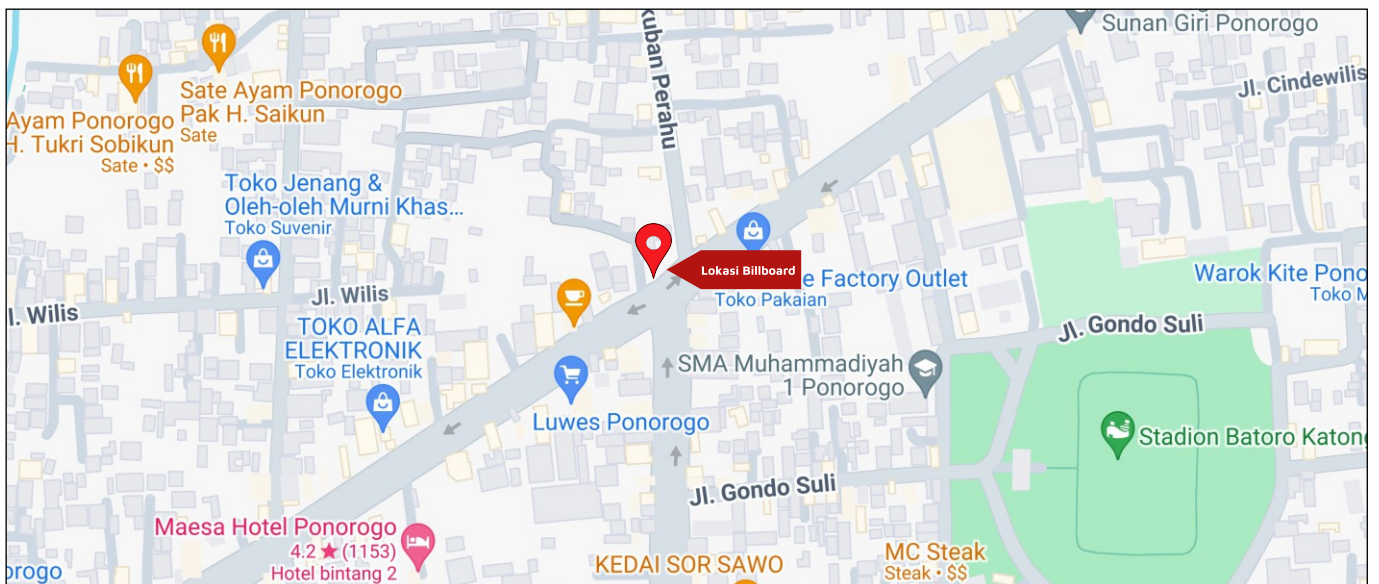 Sunan Giri Ponorogo
kuban Perahu
Jl. Cindewilis
Sate Ayam Ponorogo
Pak H. Saikun
Sate
Ayam Ponorogo
H. Tukri Sobikun
Sate • $$
Toko Jenang &
Oleh-oleh Murni Khas...
Toko Suvenir
Lokasi Billboard
e Factory Outlet
Toko Pakaian
Warok Kite Pono
Toko M
Jl. Wilis
l. Wilis
TOKO ALFA
ELEKTRONIK
Toko Elektronik
Jl. Gondo Suli
SMA Muhammadiyah
1 Ponorogo
Luwes Ponorogo
Stadion Batoro Katong
Jl. Gondo Suli
Maesa Hotel Ponorogo
4.2 ★ (1153)
Hotel bintang 2
KEDAI SOR SAWO
MC Steak
Steak • $$
orogo